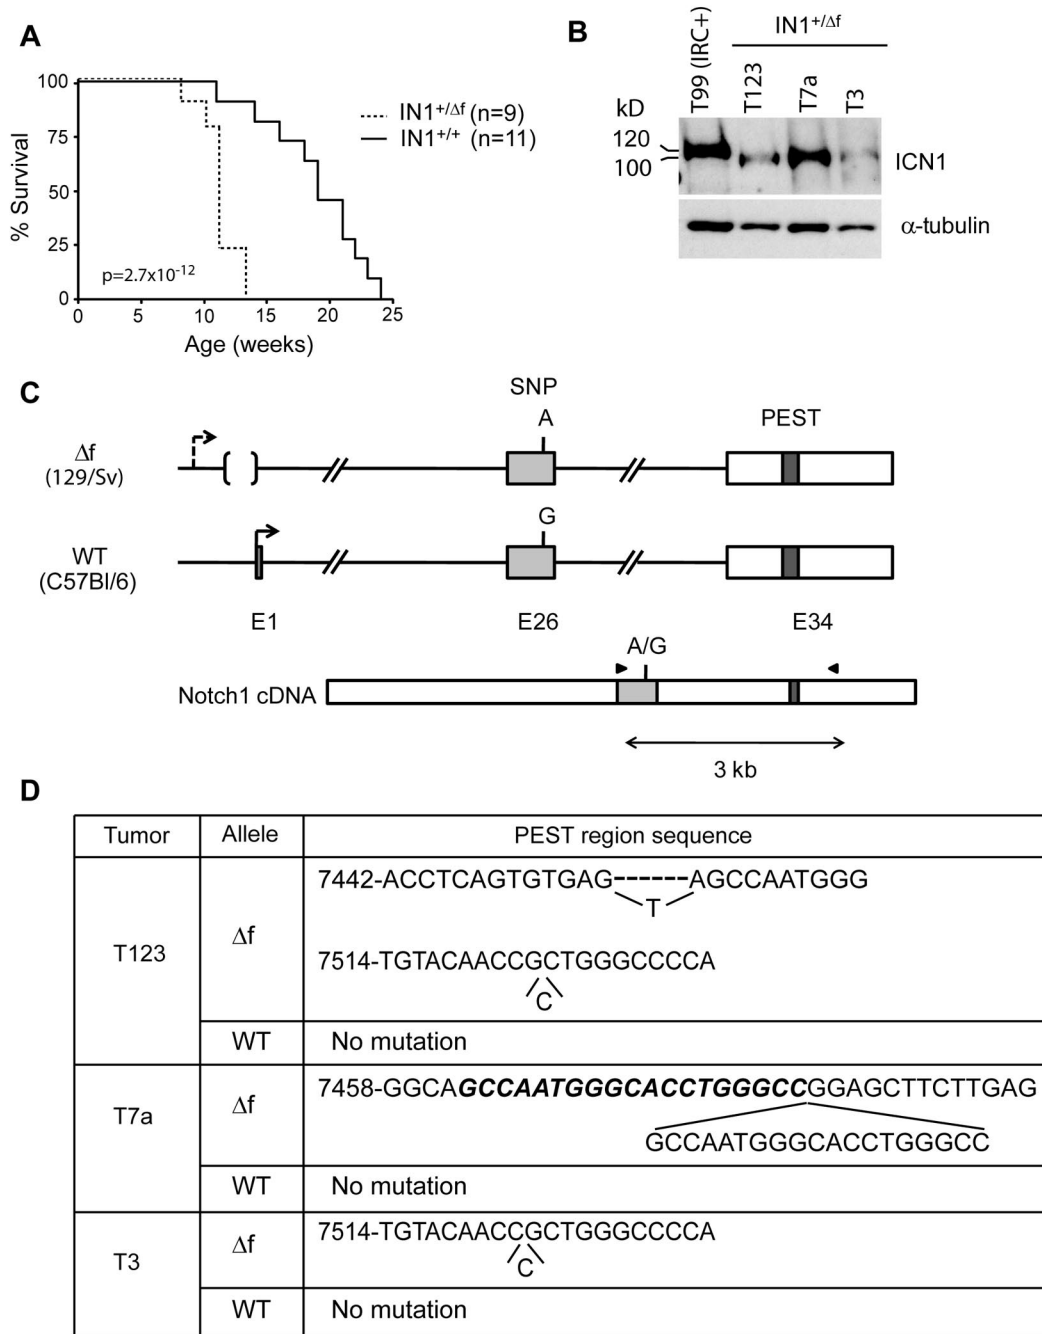 A
100
75
50
25
0
% Survival
0 5 10 15 20 25
Age (weeks)
p=2.7x10-12
IN1+/Δf (n=9)
IN1+/+ (n=11)
B
IN1+/Δf
T99 (IRC+)
T123
T7a
T3
kD
120
100
ICN1
α-tubulin
C
SNP
A
PEST
Δf
(129/Sv)
G
WT
(C57Bl/6)
E1 E26 E34
A/G
Notch1 cDNA
3 kb
D
Tumor Allele PEST region sequence
T123
Δf
7442-ACCTCAGTGTGAG------AGCCAATGGG
T
7514-TGTACAACCGCTGGGCCCCA
C
WT No mutation
T7a
Δf
7458-GGCAGCCAATGGGCACCTGGGCCGGAGCTTCTTGAG
GCCAATGGGCACCTGGGCC
WT No mutation
T3
Δf
7514-TGTACAACCGCTGGGCCCCA
C
WT No mutation